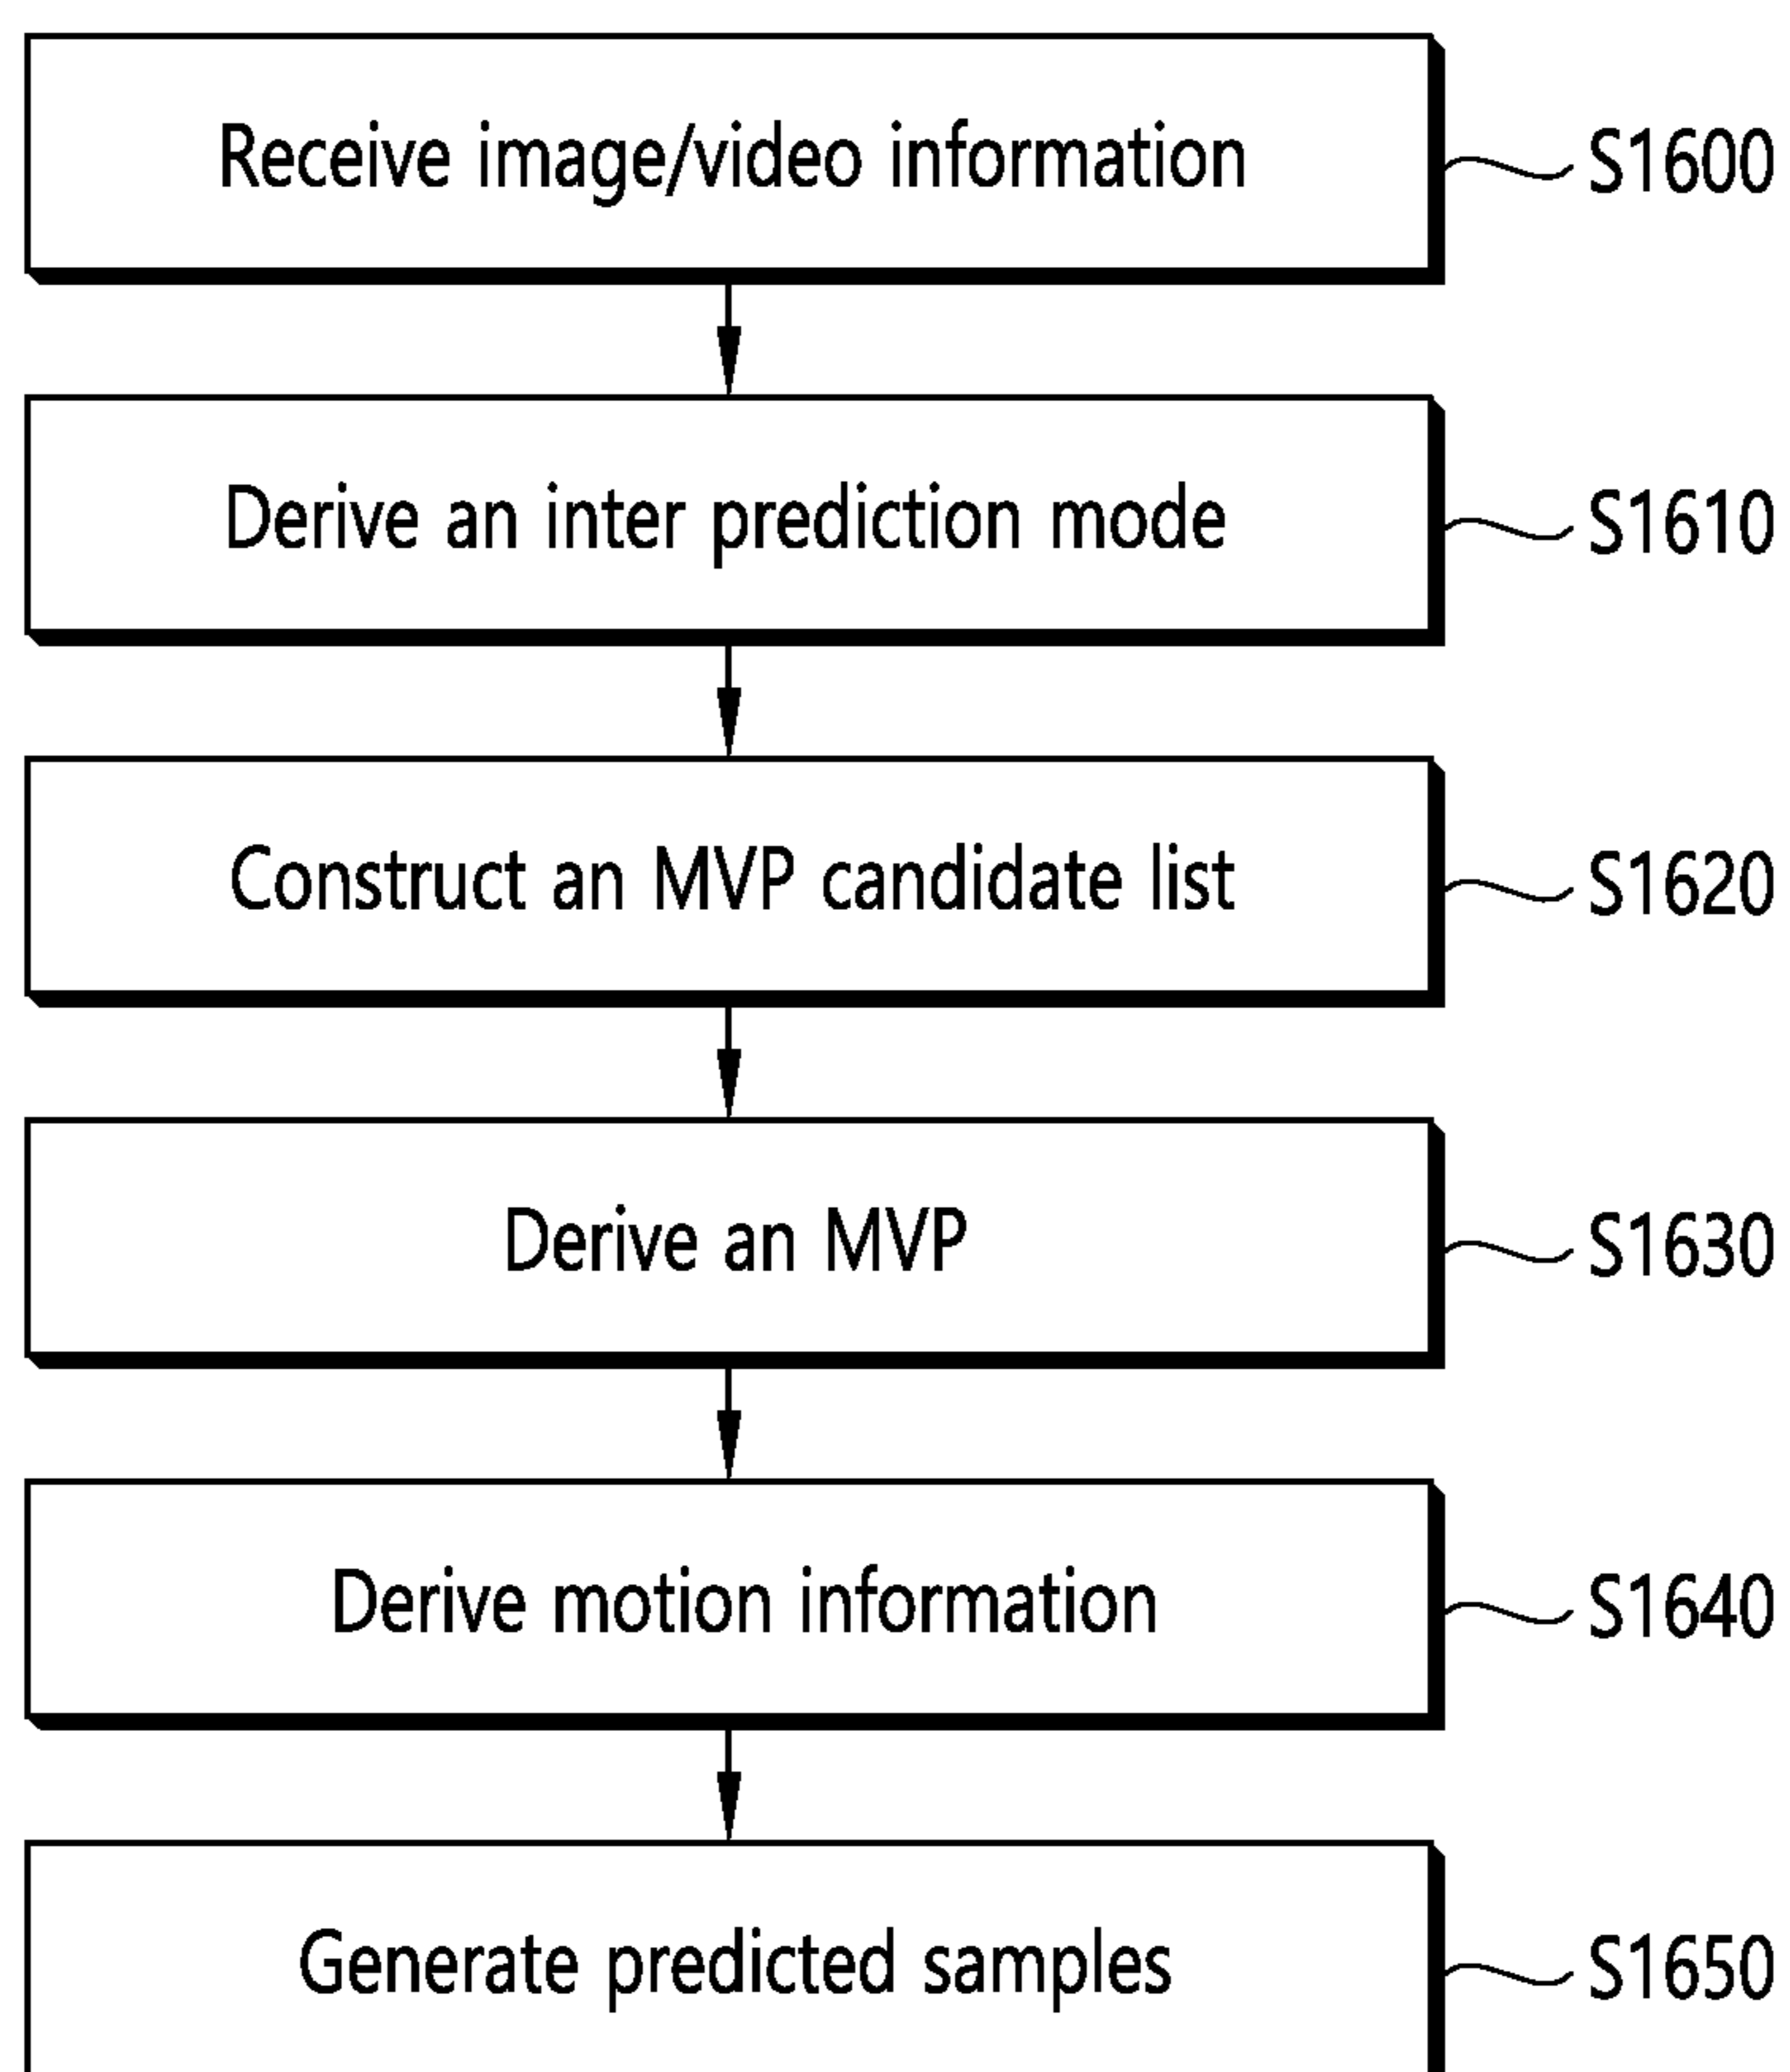 Receive image/video information
S1600
Derive an inter prediction mode
S1610
Construct an MVP candidate list
S1620
Derive an MVP
S1630
Derive motion information
S1640
Generate predicted samples
S1650